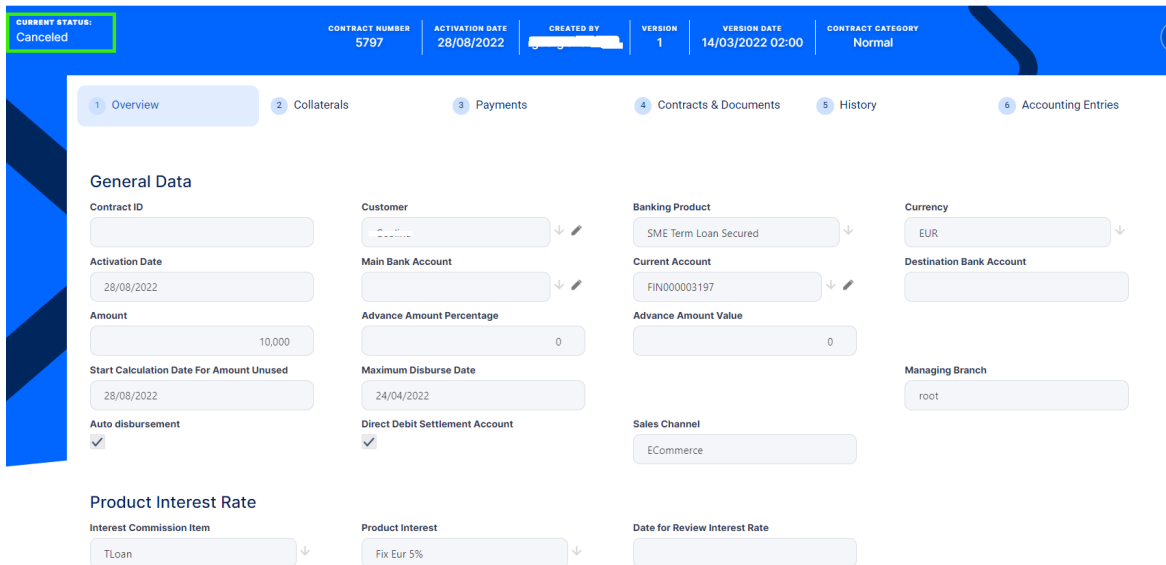 CURRENT STATUS:
Canceled
CONTRACT NUMBER ACTIVATION DATE CREATED BY VERSION VERSION DATE CONTRACT CATEGORY
5797 28/08/2022 1 14/03/2022 02:00 Normal
1 Overview 2 Collaterals 3 Payments 4 Contracts & Documents 5 History 6 Accounting Entries
General Data
Contract ID Customer Banking Product Currency
SME Term Loan Secured EUR
Activation Date Main Bank Account Current Account Destination Bank Account
28/08/2022 FIN000003197
Amount Advance Amount Percentage Advance Amount Value
10,000 0 0
Start Calculation Date For Amount Unused Maximum Disburse Date Managing Branch
28/08/2022 24/04/2022 root
Auto disbursement Direct Debit Settlement Account Sales Channel
ECommerce
Product Interest Rate
Interest Commission Item Product Interest Date for Review Interest Rate
TLoan Fix Eur 5%